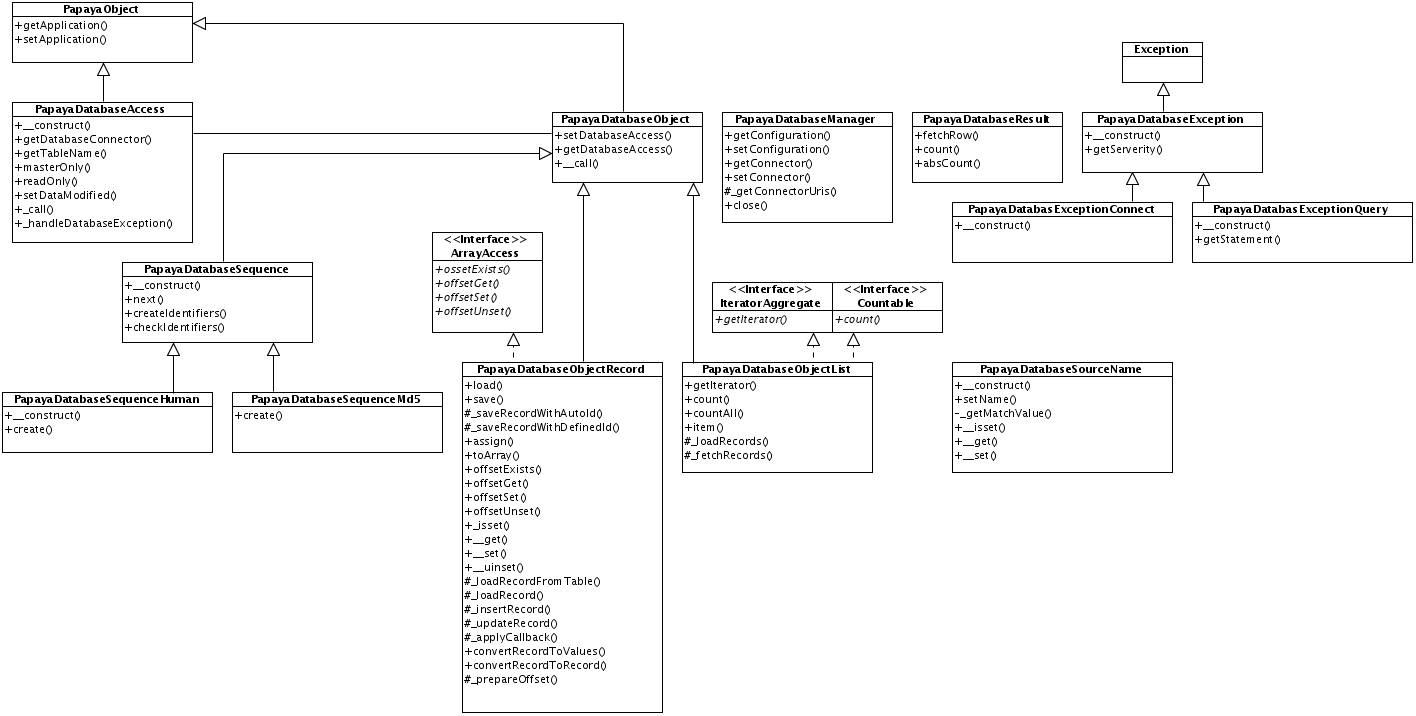 PapayaObject
+getApplication()
+setApplication()
Exception
PapayaDatabaseAccess
+__construct()
+getDatabaseConnector()
+getTableName()
+masterOnly()
+readOnly()
+setDataModified()
+_call()
+_handleDatabaseException()
PapayaDatabaseObject
+setDatabaseAccess()
+getDatabaseAccess()
+__call()
PapayaDatabaseManager
+getConfiguration()
+setConfiguration()
+getConnector()
+setConnector()
#_getConnectorUris()
+close()
PapayaDatabaseResult
+fetchRow()
+count()
+absCount()
PapayaDatabaseException
+__construct()
+getServerity()
PapayaDatabasExceptionConnect
+__construct()
PapayaDatabasExceptionQuery
+__construct()
+getStatement()
<<Interface>>
ArrayAccess
+ossetExists()
+offsetGet()
+offsetSet()
+offsetUnset()
PapayaDatabaseSequence
+__construct()
+next()
+createIdentifiers()
+checkIdentifiers()
<<Interface>>
IteratorAggregate
+getIterator()
<<Interface>>
Countable
+count()
PapayaDatabaseSequenceHuman
+__construct()
+create()
PapayaDatabaseSequenceMd5
+create()
PapayaDatabaseObjectRecord
+load()
+save()
#_saveRecordWithAutoId()
#_saveRecordWithDefinedId()
+assign()
+toArray()
+offsetExists()
+offsetGet()
+offsetSet()
+offsetUnset()
+_isset()
+__get()
+__set()
+__uinset()
#_loadRecordFromTable()
#_loadRecord()
#_insertRecord()
#_updateRecord()
#_applyCallback()
+convertRecordToValues()
+convertRecordToRecord()
#_prepareOffset()
PapayaDatabaseObjectList
+getIterator()
+count()
+countAll()
+item()
#_loadRecords()
#_fetchRecords()
PapayaDatabaseSourceName
+__construct()
+setName()
-_getMatchValue()
+__isset()
+__get()
+__set()